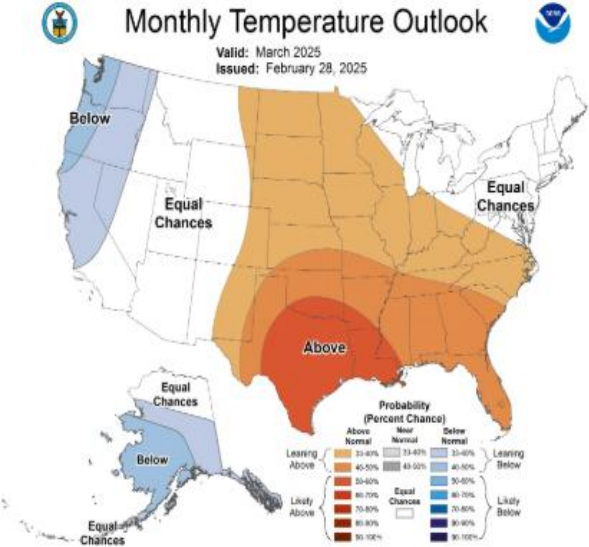 Monthly Temperature Outlook
Valid: March 2025
Issued: February 28, 2025
Below
Equal
Chances
Equal
Chances
Above
Equal
Chances
Below
Equal
Chances
Probability
(Percent Chance)
Above
Normal
Near
Normal
Below
Normal
Leaning
Above
33-40%
40-50%
33-40%
40-50%
33-40%
40-50%
Leaning
Below
Likely
Above
50-60%
60-70%
70-80%
80-90%
90-100%
Equal
Chances
50-60%
60-70%
70-80%
80-90%
90-100%
Likely
Below